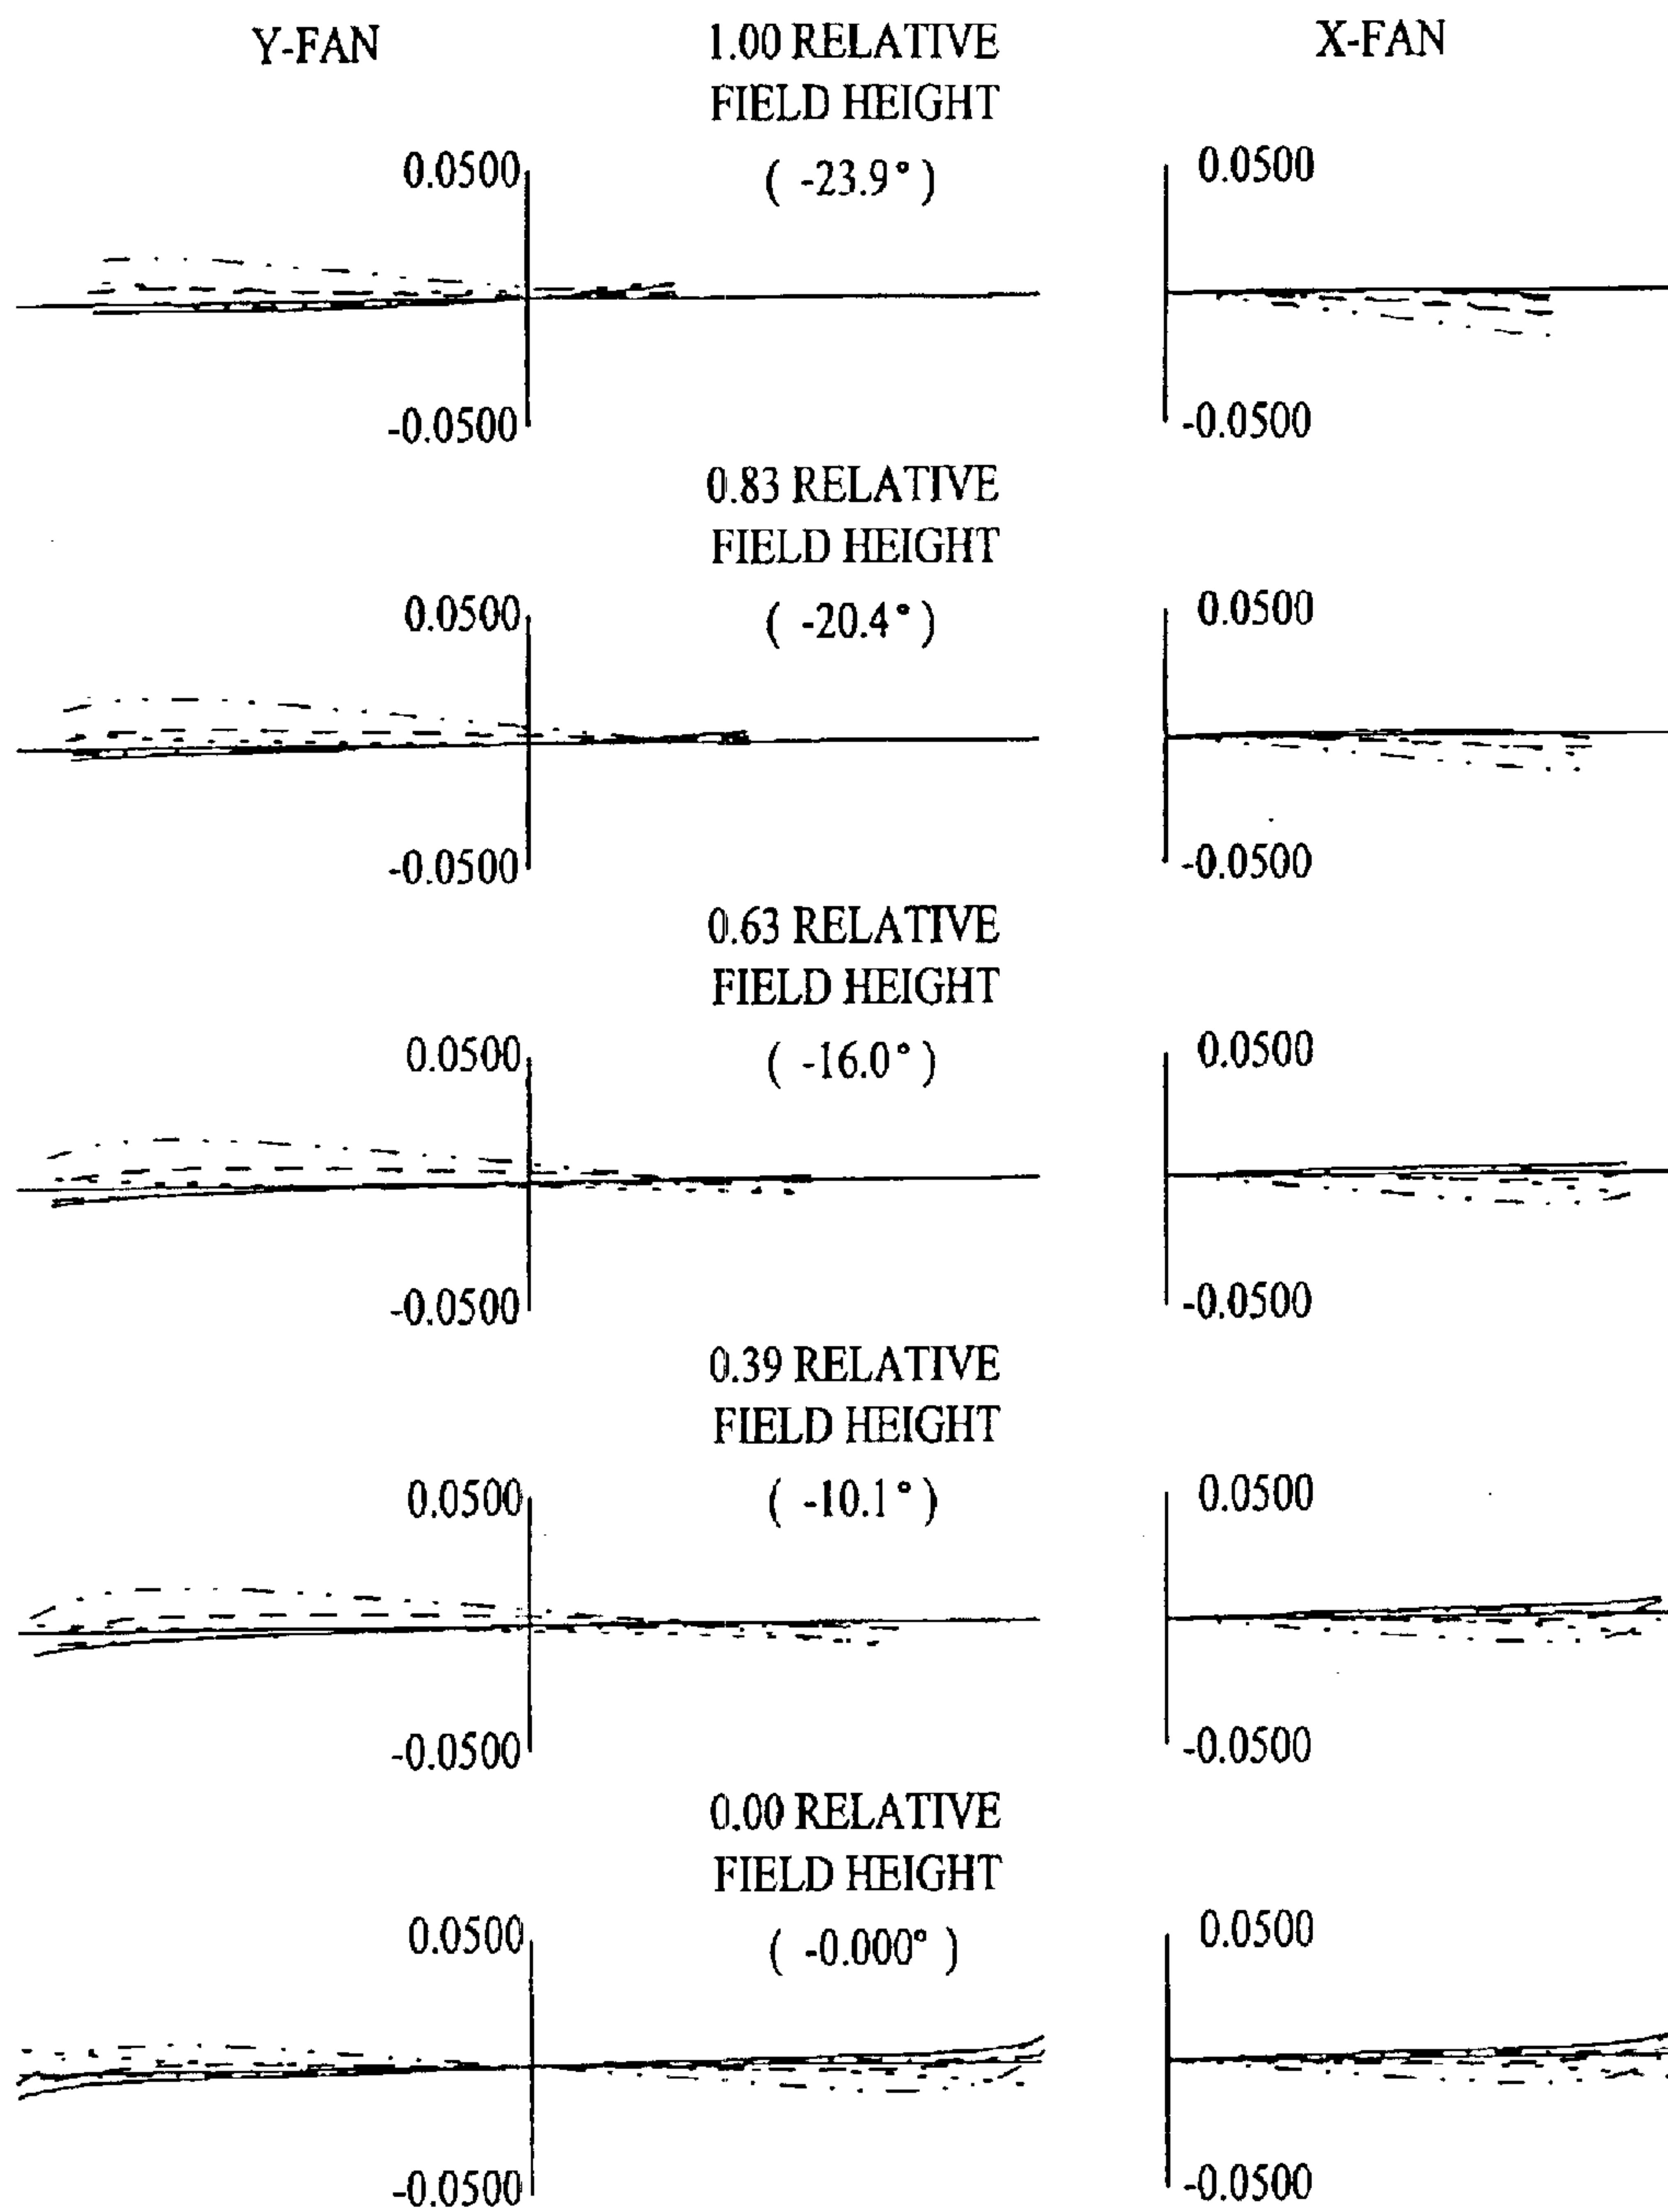 Y-FAN
1.00 RELATIVE
FIELD HEIGHT
( -23.9° )
X-FAN
0.0500
-0.0500
0.0500
-0.0500
0.83 RELATIVE
FIELD HEIGHT
( -20.4° )
0.0500
-0.0500
0.0500
-0.0500
0.63 RELATIVE
FIELD HEIGHT
( -16.0° )
0.0500
-0.0500
0.0500
-0.0500
0.39 RELATIVE
FIELD HEIGHT
( -10.1° )
0.0500
-0.0500
0.0500
-0.0500
0.00 RELATIVE
FIELD HEIGHT
( -0.000° )
0.0500
-0.0500
0.0500
-0.0500